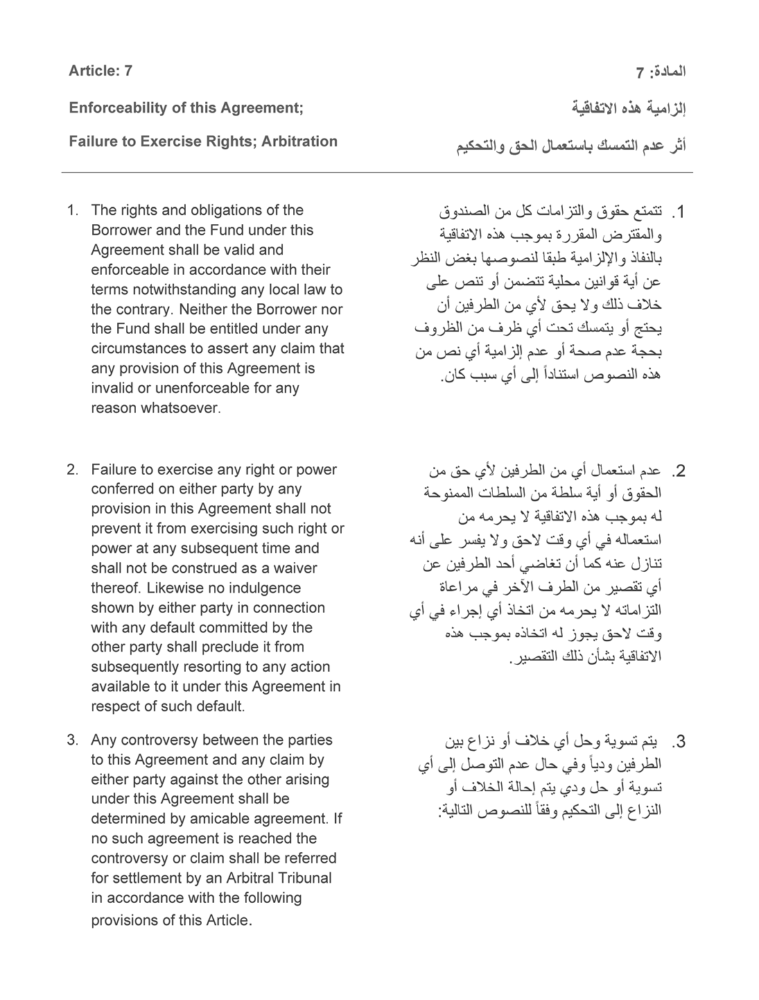 Article: 7
Enforceability of this Agreement;
Failure to Exercise Rights; Arbitration
المادة: 7
إلزامية هذه الاتفاقية
أثر عدم التمسك باستعمال الحق والتحكيم
1. The rights and obligations of the
Borrower and the Fund under this
Agreement shall be valid and
enforceable in accordance with their
terms notwithstanding any local law to
the contrary. Neither the Borrower nor
the Fund shall be entitled under any
circumstances to assert any claim that
any provision of this Agreement is
invalid or unenforceable for any
reason whatsoever.
1. تتمتع حقوق والتزامات كل من الصندوق
والمقترض المقررة بموجب هذه الاتفاقية
بالنفاذ والإلزامية طبقا لنصوصها بغض النظر
عن أية قوانين محلية تتضمن أو تنص على
خلاف ذلك ولا يحق لأي من الطرفين أن
يحتج أو يتمسك تحت أي ظرف من الظروف
بحجة عدم صحة أو عدم إلزامية أي نص من
هذه النصوص استناداً إلى أي سبب كان.
2. Failure to exercise any right or power
conferred on either party by any
provision in this Agreement shall not
prevent it from exercising such right or
power at any subsequent time and
shall not be construed as a waiver
thereof. Likewise no indulgence
shown by either party in connection
with any default committed by the
other party shall preclude it from
subsequently resorting to any action
available to it under this Agreement in
respect of such default.
2. عدم استعمال أي من الطرفين لأي حق من
الحقوق أو أية سلطة من السلطات الممنوحة
له بموجب هذه الاتفاقية لا يحرمه من
استعماله في أي وقت لاحق ولا يفسر على أنه
تنازل عنه كما أن تغاضي أحد الطرفين عن
أي تقصير من الطرف الآخر في مراعاة
التزاماته لا يحرمه من اتخاذ أي إجراء في أي
وقت لاحق يجوز له اتخاذه بموجب هذه
الاتفاقية بشأن ذلك التقصير.
3. Any controversy between the parties
to this Agreement and any claim by
either party against the other arising
under this Agreement shall be
determined by amicable agreement. If
no such agreement is reached the
controversy or claim shall be referred
for settlement by an Arbitral Tribunal
in accordance with the following
provisions of this Article.
3. يتم تسوية وحل أي خلاف أو نزاع بين
الطرفين ودياً وفي حال عدم التوصل إلى أي
تسوية أو حل ودي يتم إحالة الخلاف أو
النزاع إلى التحكيم وفقاً للنصوص التالية: